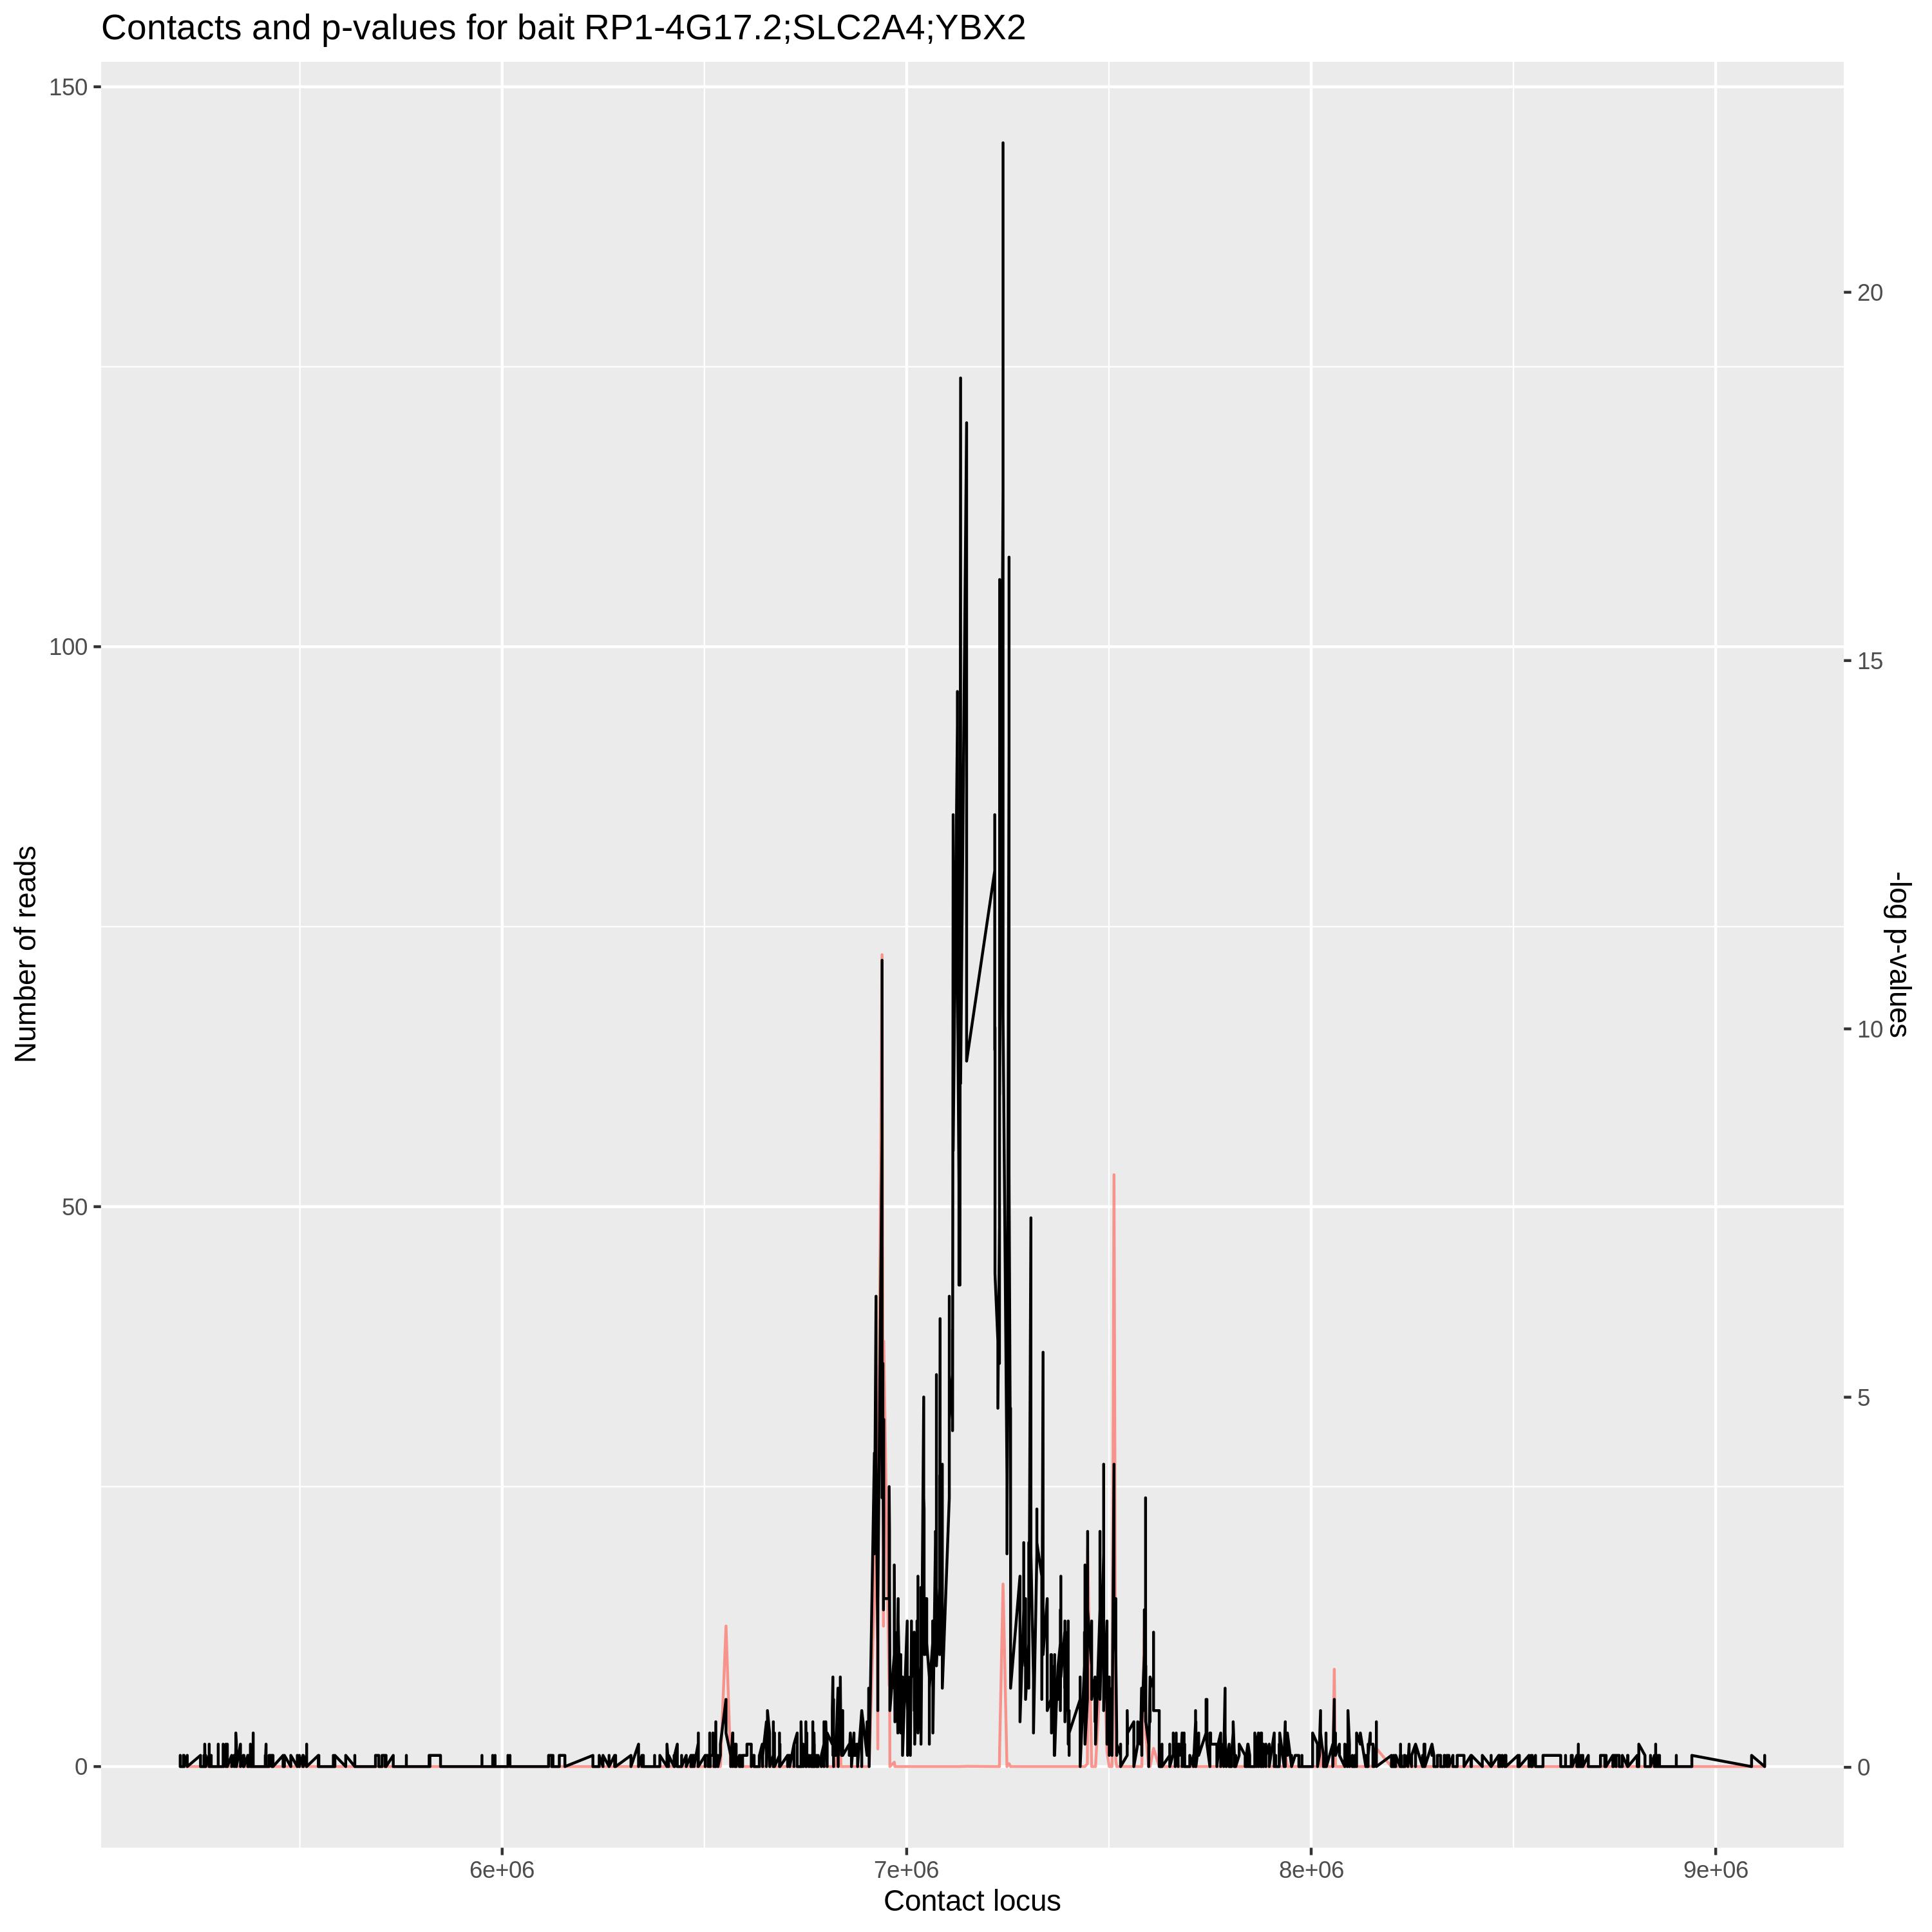 Contacts and p-values for bait RP1-4G17.2;SLC2A4;YBX2
150
100
50
0
Number of reads
20
15
10
5
0
-log p-values
6e+06
7e+06
8e+06
9e+06
Contact locus